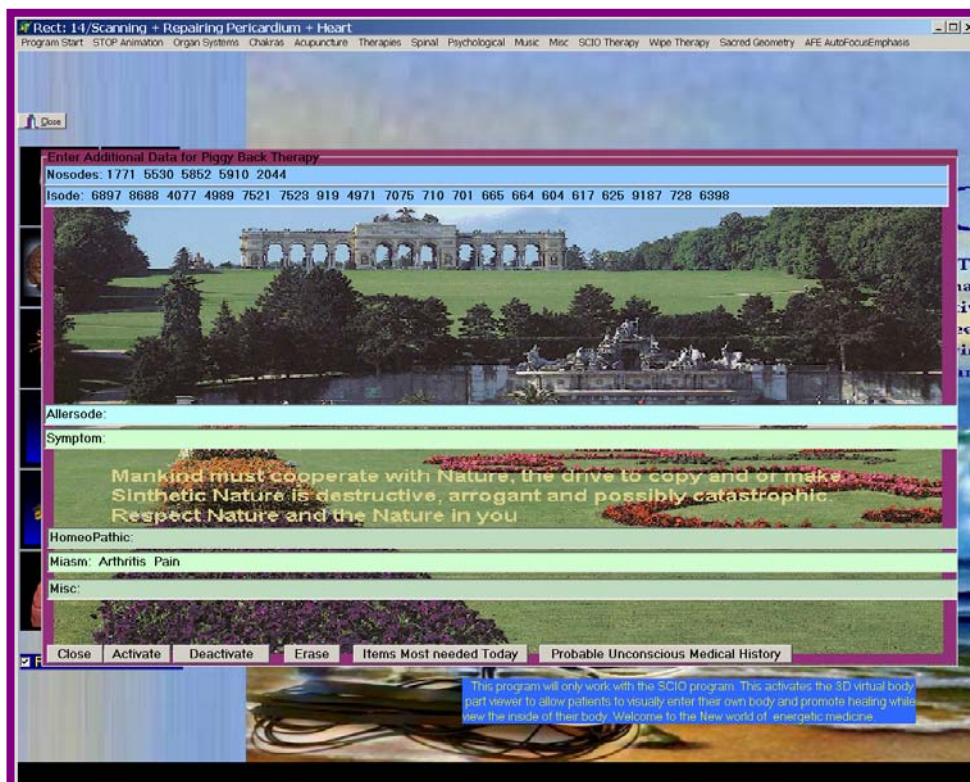 Rect: 14/Scanning + Repairing Pericardium + Heart
Program Start STOP Animation Organ Systems Chakras Acupuncture Therapies Spinal Psychological Music Misc SCIO Therapy Wipe Therapy Sacred Geometry AFE AutoFocusEmphasis
Close
Enter Additional Data for Piggy Back Therapy
Nosodes: 1771 5530 5852 5910 2044
Isode: 6897 8688 4077 4989 7521 7523 919 4971 7075 710 701 665 664 604 617 625 9187 728 6398
Allersode:
Symptom:
Mankind must cooperate with Nature, the drive to copy and or make
Sinthetic Nature is destructive, arrogant and possibly catastrophic.
Respect Nature and the Nature in you
HomeoPathic:
Miasm: Arthritis Pain
Misc:
Close Activate Deactivate Erase Items Most needed Today Probable Unconscious Medical History
This program will only work with the SCIO program. This activates the 3D virtual body
part viewer to allow patients to visually enter their own body and promote healing while
view the inside of their body. Welcome to the New world of energetic medicine.